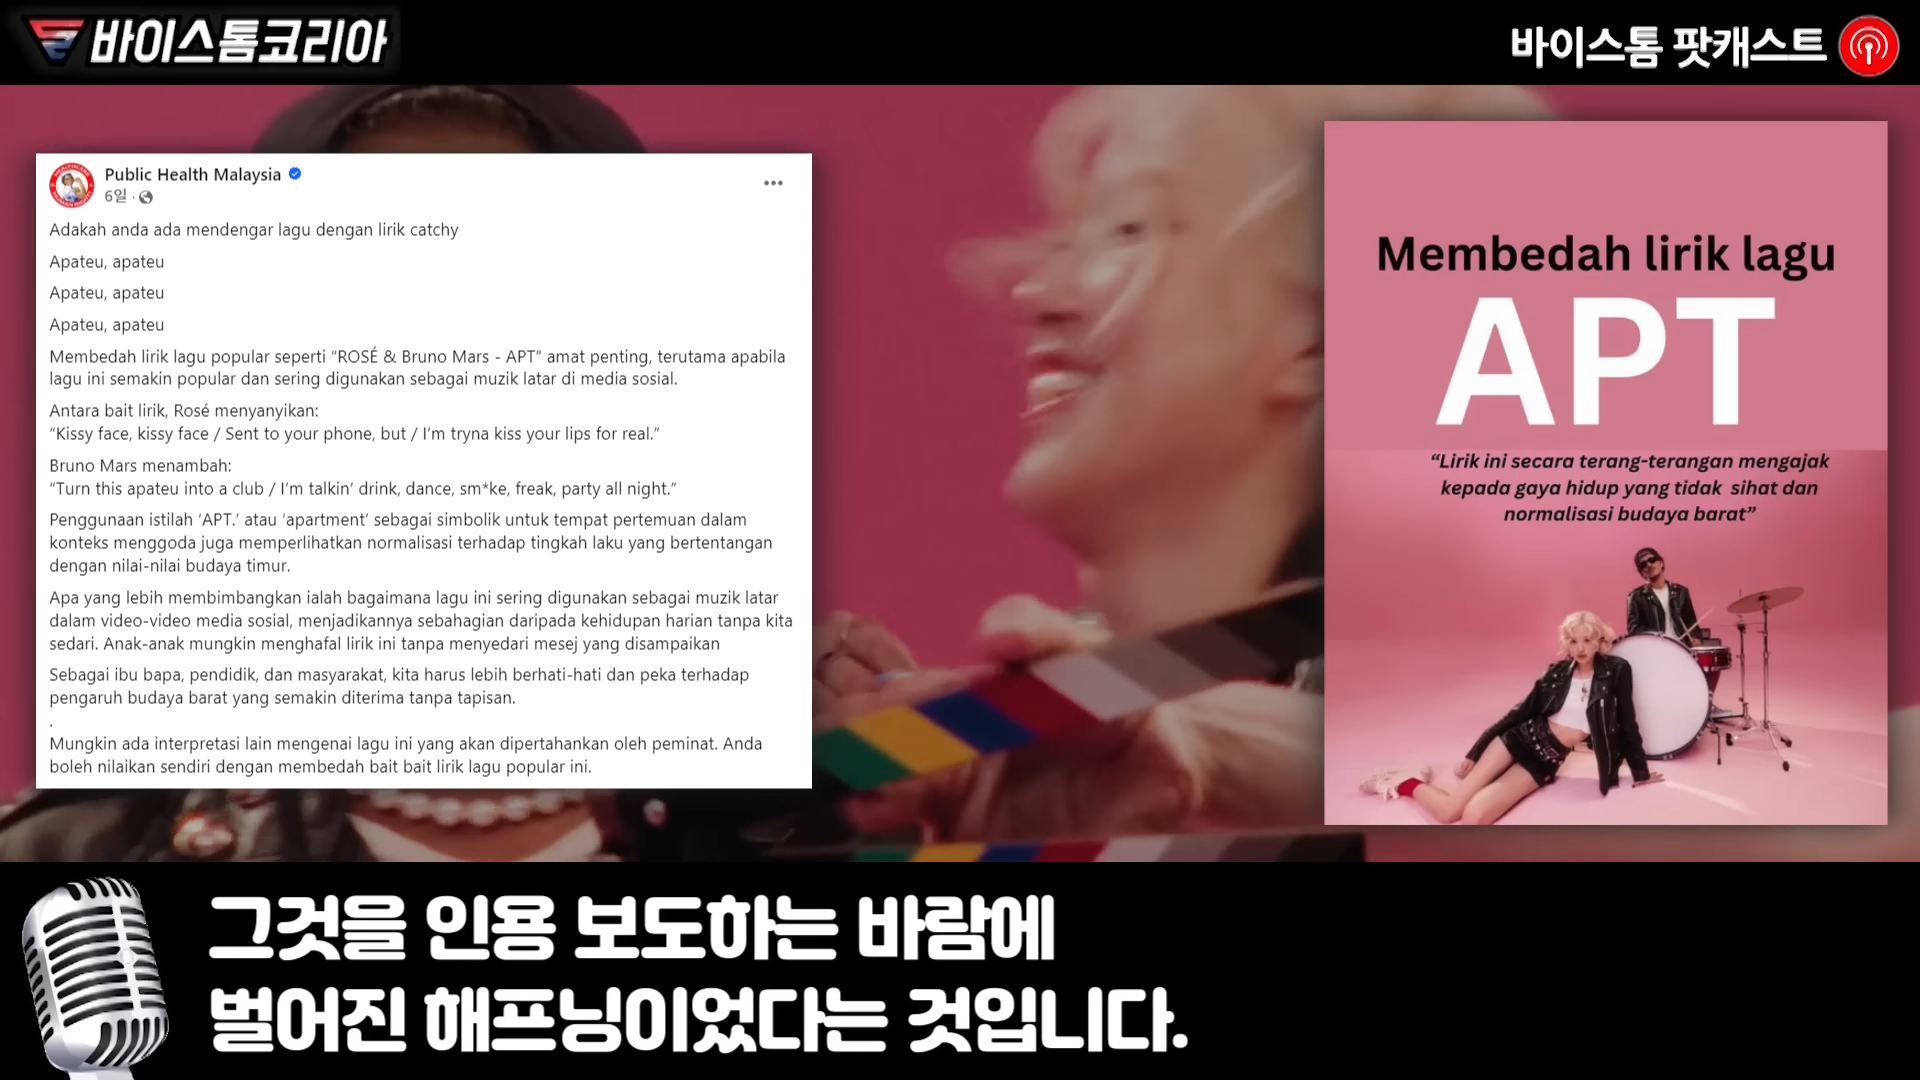 바이스톰코리아
바이스톰 팟캐스트
Public Health Malaysia
6일 ·
Adakah anda ada mendengar lagu dengan lirik catchy
Apateu, apateu
Apateu, apateu
Apateu, apateu
Membedah lirik lagu popular seperti “ROSÉ & Bruno Mars - APT” amat penting, terutama apabila
lagu ini semakin popular dan sering digunakan sebagai muzik latar di media sosial.
Antara bait lirik, Rosé menyanyikan:
“Kissy face, kissy face / Sent to your phone, but / I’m tryna kiss your lips for real.”
Bruno Mars menambah:
“Turn this apateu into a club / I’m talkin’ drink, dance, sm*ke, freak, party all night.”
Penggunaan istilah ‘APT.’ atau ‘apartment’ sebagai simbolik untuk tempat pertemuan dalam
konteks menggoda juga memperlihatkan normalisasi terhadap tingkah laku yang bertentangan
dengan nilai-nilai budaya timur.
Apa yang lebih membimbangkan ialah bagaimana lagu ini sering digunakan sebagai muzik latar
dalam video-video media sosial, menjadikannya sebahagian daripada kehidupan harian tanpa kita
sedari. Anak-anak mungkin menghafal lirik ini tanpa menyedari mesej yang disampaikan
Sebagai ibu bapa, pendidik, dan masyarakat, kita harus lebih berhati-hati dan peka terhadap
pengaruh budaya barat yang semakin diterima tanpa tapisan.
.
Mungkin ada interpretasi lain mengenai lagu ini yang akan dipertahankan oleh peminat. Anda
boleh nilaikan sendiri dengan membedah bait bait lirik lagu popular ini.
Membedah lirik lagu
APT
“Lirik ini secara terang-terangan mengajak
kepada gaya hidup yang tidak sihat dan
normalisasi budaya barat”
그것을 인용 보도하는 바람에
벌어진 해프닝이었다는 것입니다.